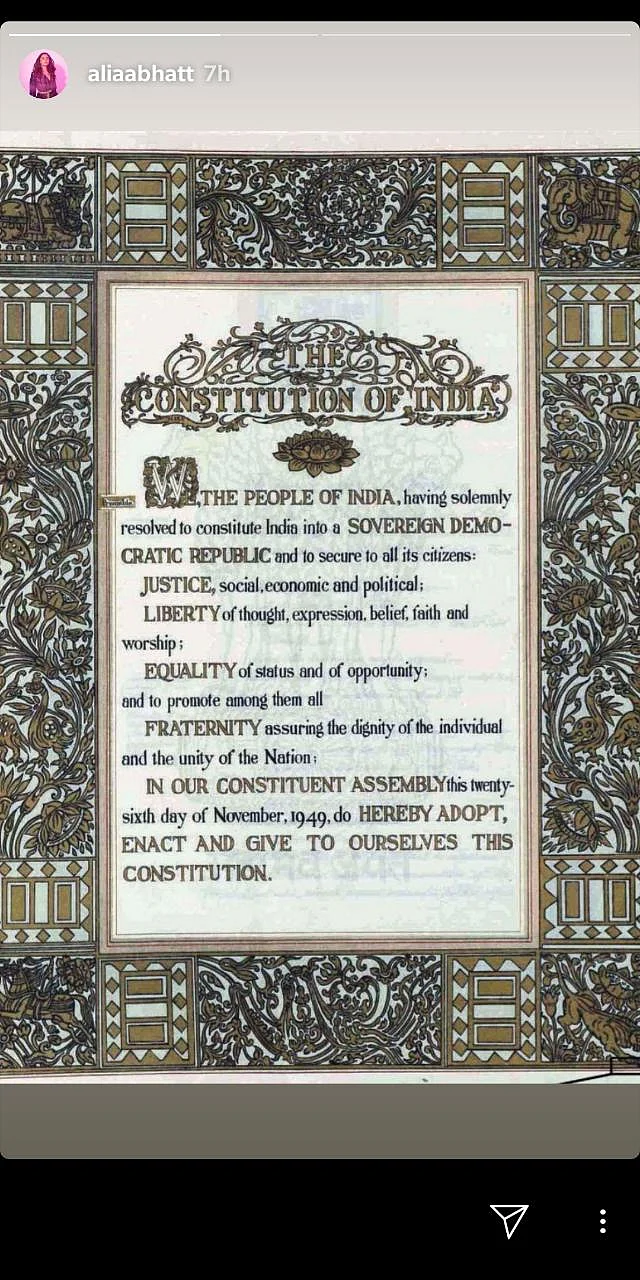 aliaabhatt 7h
THE
CONSTITUTION OF INDIA
WE, THE PEOPLE OF INDIA, having solemnly
resolved to constitute India into a SOVEREIGN DEMO-
CRATIC REPUBLIC and to secure to all its citizens:
JUSTICE, social, economic and political;
LIBERTY of thought, expression, belief, faith and
worship;
EQUALITY of status and of opportunity;
and to promote among them all
FRATERNITY assuring the dignity of the individual
and the unity of the Nation;
IN OUR CONSTITUENT ASSEMBLY this twenty-
sixth day of November, 1949, do HEREBY ADOPT,
ENACT AND GIVE TO OURSELVES THIS
CONSTITUTION.